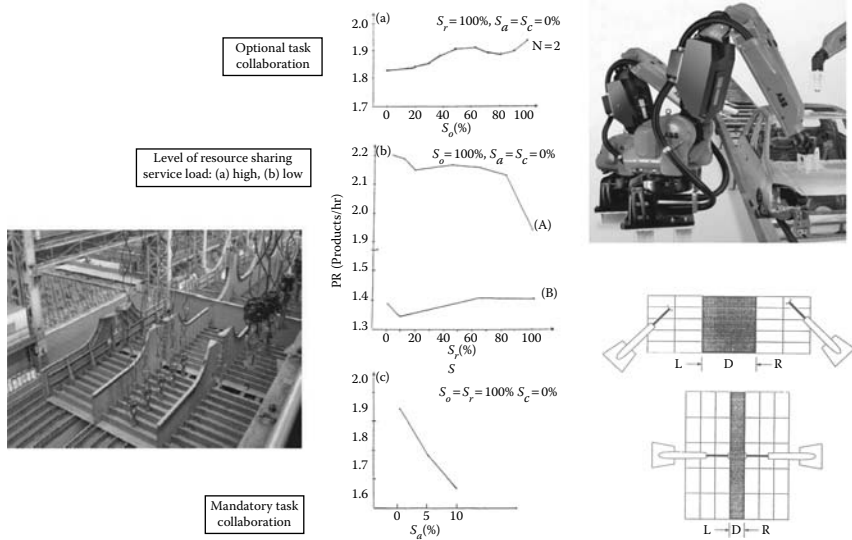 Optional task
collaboration
Level of resource sharing
service load: (a) high, (b) low
Mandatory task
collaboration
PR (Products/hr)
(a)
S_r = 100%, S_a = S_c = 0%
N = 2
2.0
1.9
1.8
1.7
0 20 40 60 80 100
S_o(%)
(b)
S_o = 100%, S_a = S_c = 0%
2.2
2.1
2.0
1.9
(A)
1.5
1.4
1.3
(B)
0 20 40 60 80 100
S_r(%)
S
(c)
S_o = S_r = 100% S_c = 0%
2.0
1.9
1.8
1.7
1.6
0 5 10
S_a(%)
ABB
L D R
L D R